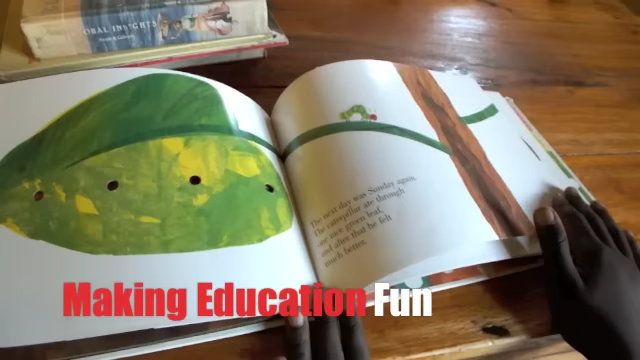 GLOBAL INSIGHTS
The next day was Sunday again.
The caterpillar ate through
one nice green leaf,
and after that he felt
much better.
Making Education Fun